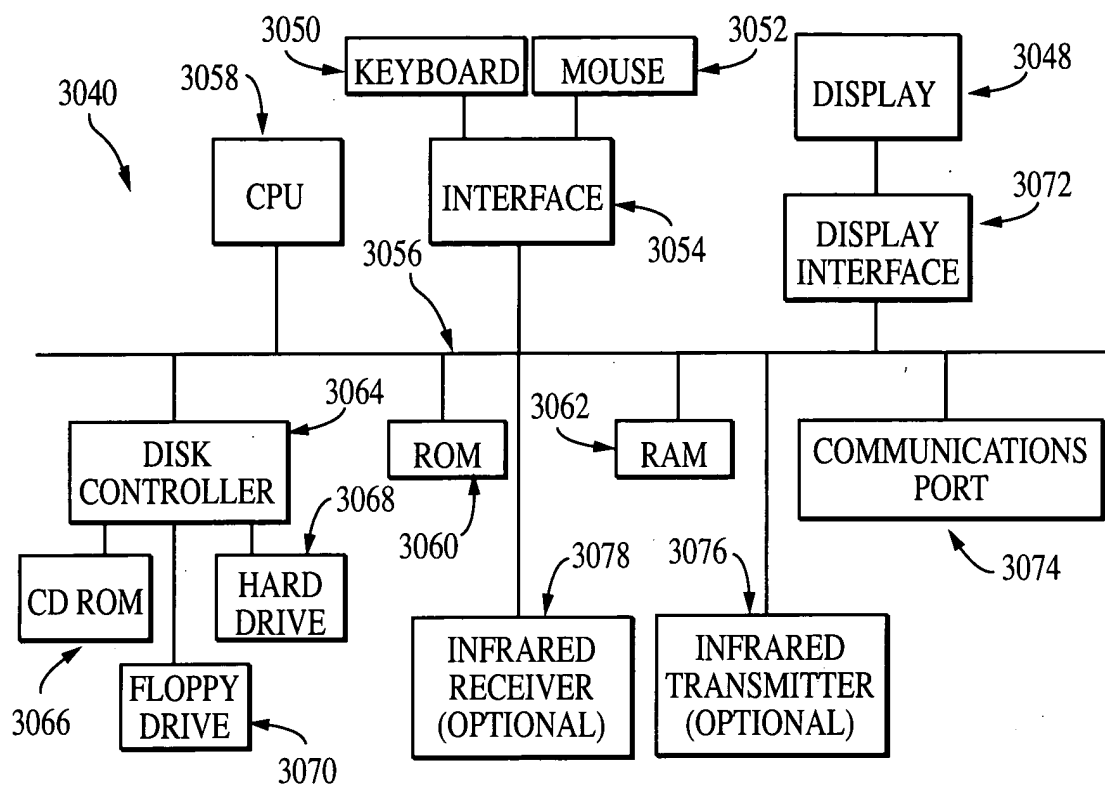 3050
KEYBOARD
MOUSE
3052
3048
DISPLAY
3058
3040
CPU
INTERFACE
3054
3072
DISPLAY
INTERFACE
3056
3064
DISK
CONTROLLER
ROM
3060
3062
RAM
COMMUNICATIONS
PORT
3074
3068
CD ROM
3066
HARD
DRIVE
FLOPPY
DRIVE
3070
3078
INFRARED
RECEIVER
(OPTIONAL)
3076
INFRARED
TRANSMITTER
(OPTIONAL)